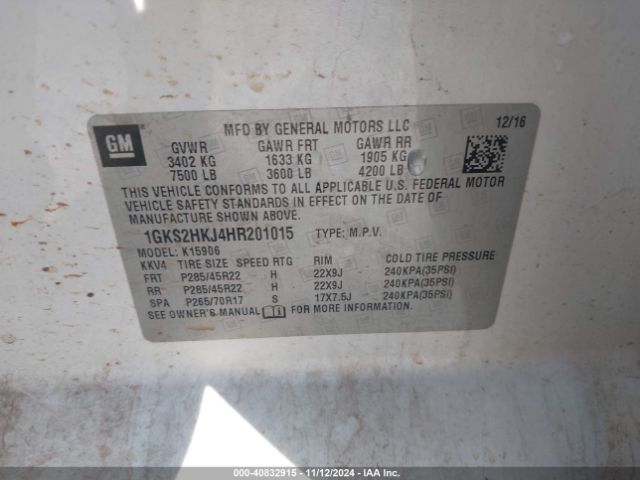 GM
MFD BY GENERAL MOTORS LLC 12/16
GVWR GAWR FRT GAWR RR
3402 KG 1633 KG 1905 KG
7500 LB 3600 LB 4200 LB
THIS VEHICLE CONFORMS TO ALL APPLICABLE U.S. FEDERAL MOTOR
VEHICLE SAFETY STANDARDS IN EFFECT ON THE DATE OF
MANUFACTURE SHOWN ABOVE.
1GKS2HKJ4HR201015 TYPE: M.P.V.
MODEL: K15906
KKV4 TIRE SIZE SPEED RTG RIM COLD TIRE PRESSURE
FRT P285/45R22 H 22X9J 240KPA(35PSI)
RR P285/45R22 H 22X9J 240KPA(35PSI)
SPA P265/70R17 S 17X7.5J 240KPA(35PSI)
SEE OWNER'S MANUAL FOR MORE INFORMATION.
000-40832915 - 11/12/2024 - IAA Inc.